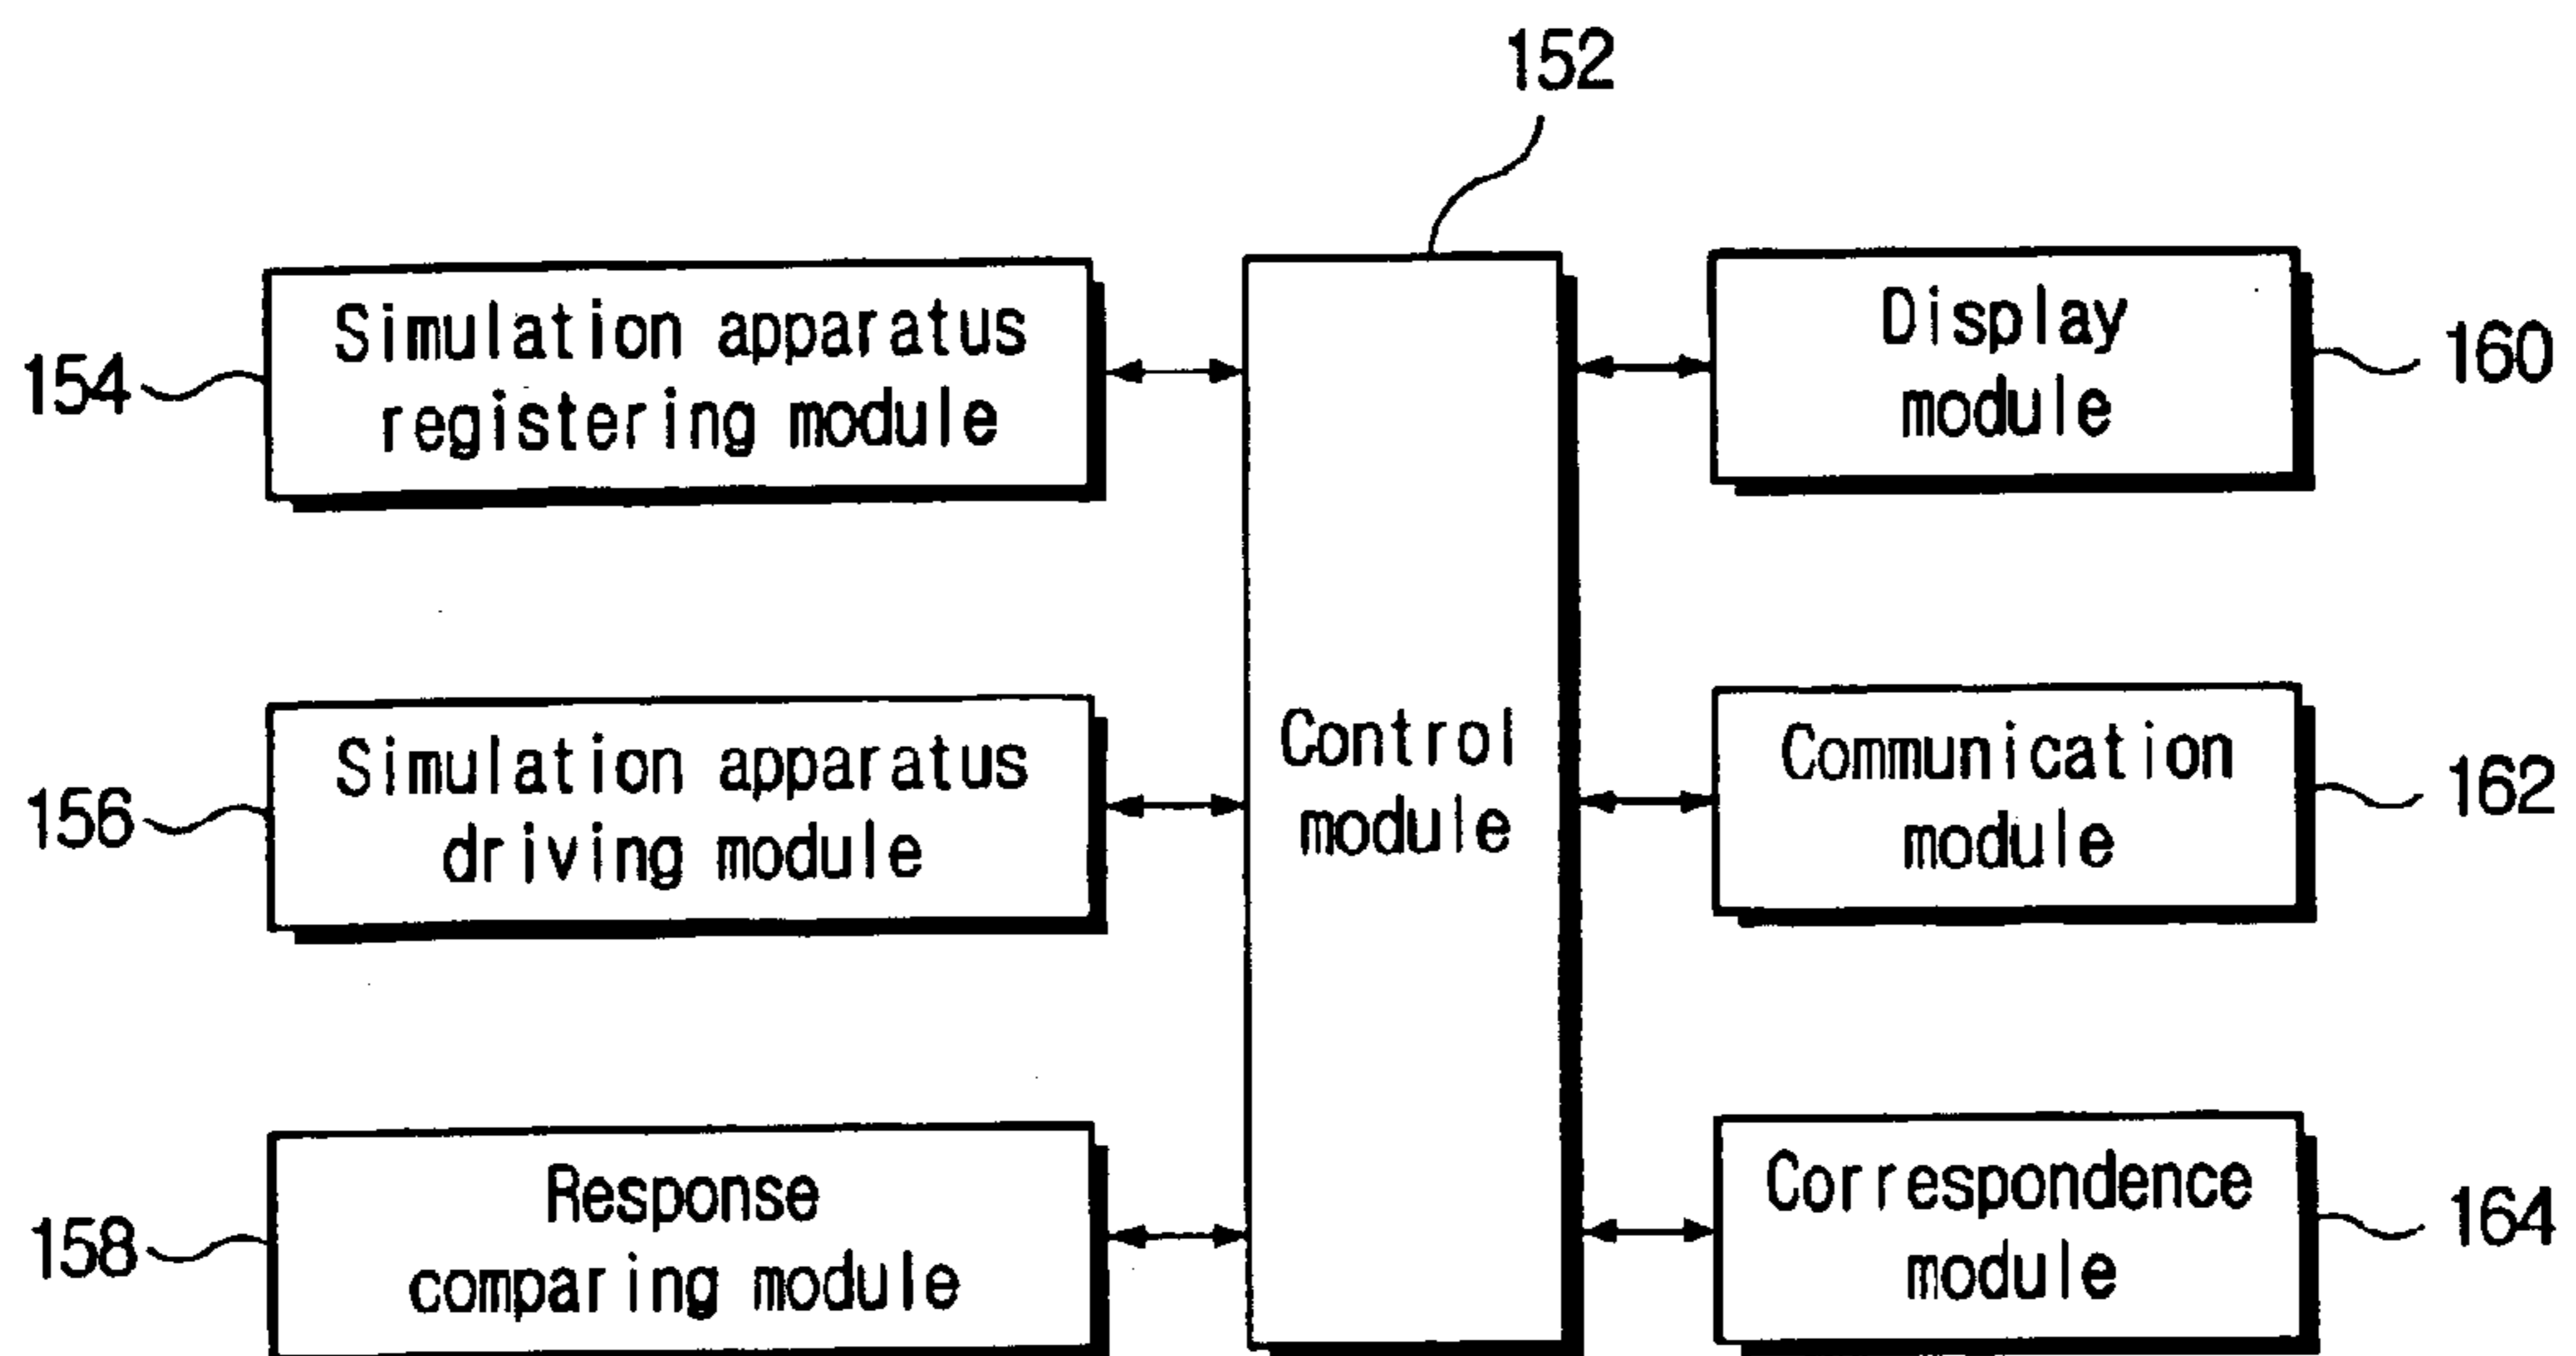 152
154
Simulation apparatus
registering module
Display
module
160
156
Simulation apparatus
driving module
Control
module
Communication
module
162
158
Response
comparing module
Correspondence
module
164